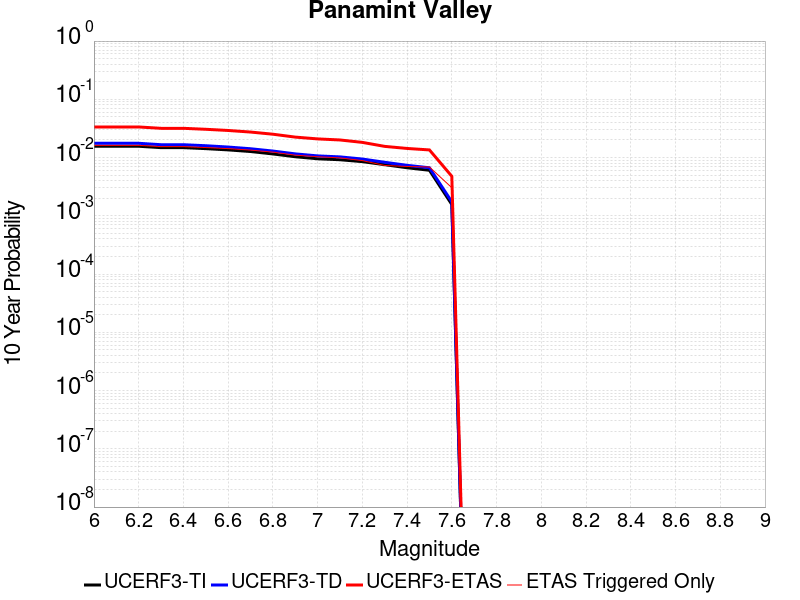 Panamint Valley
10^0
10^-1
10^-2
10^-3
10^-4
10^-5
10^-6
10^-7
10^-8
10 Year Probability
6 6.2 6.4 6.6 6.8 7 7.2 7.4 7.6 7.8 8 8.2 8.4 8.6 8.8 9
Magnitude
UCERF3-TI UCERF3-TD UCERF3-ETAS ETAS Triggered Only